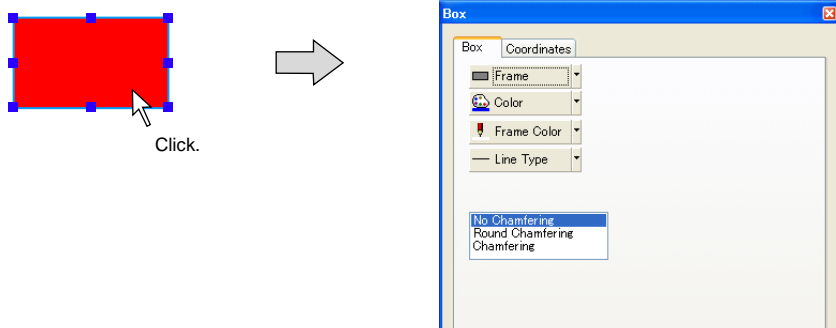 Click.
Box
Box
Coordinates
Frame
Color
Frame Color
Line Type
No Chamfering
Round Chamfering
Chamfering